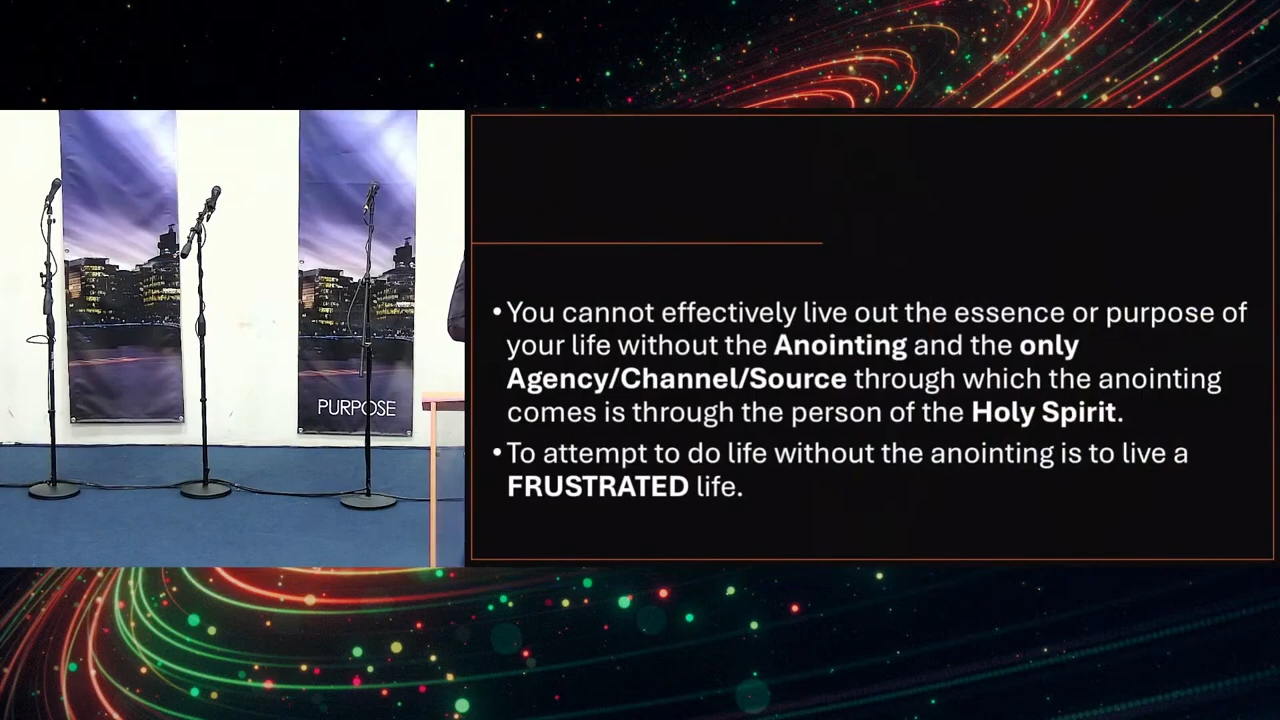 PURPOSE
• You cannot effectively live out the essence or purpose of
your life without the Anointing and the only
Agency/Channel/Source through which the anointing
comes is through the person of the Holy Spirit.
• To attempt to do life without the anointing is to live a
FRUSTRATED life.